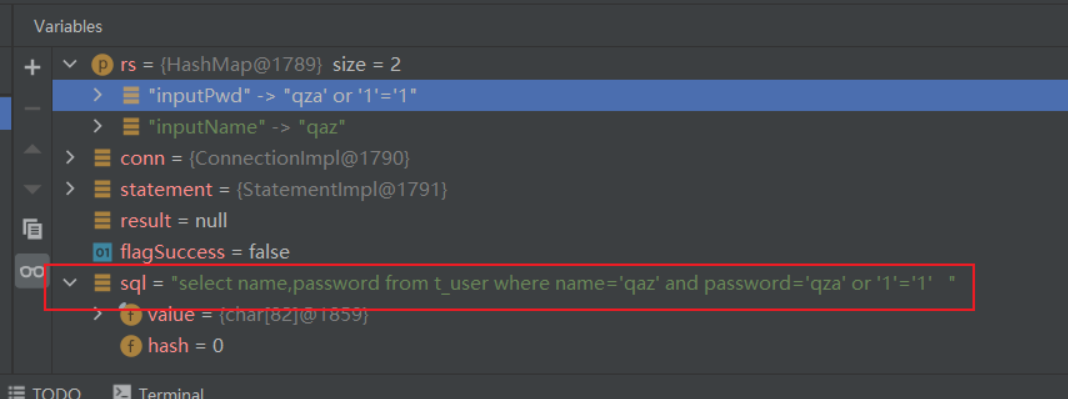 Variables
p rs = {HashMap@1789} size = 2
"inputPwd" -> "qza' or '1'='1"
"inputName" -> "qaz"
conn = {ConnectionImpl@1790}
statement = {StatementImpl@1791}
result = null
01 flagSuccess = false
sql = "select name,password from t_user where name='qaz' and password='qza' or '1'='1'   "
f value = {char[82]@1859}
f hash = 0
TODO Terminal